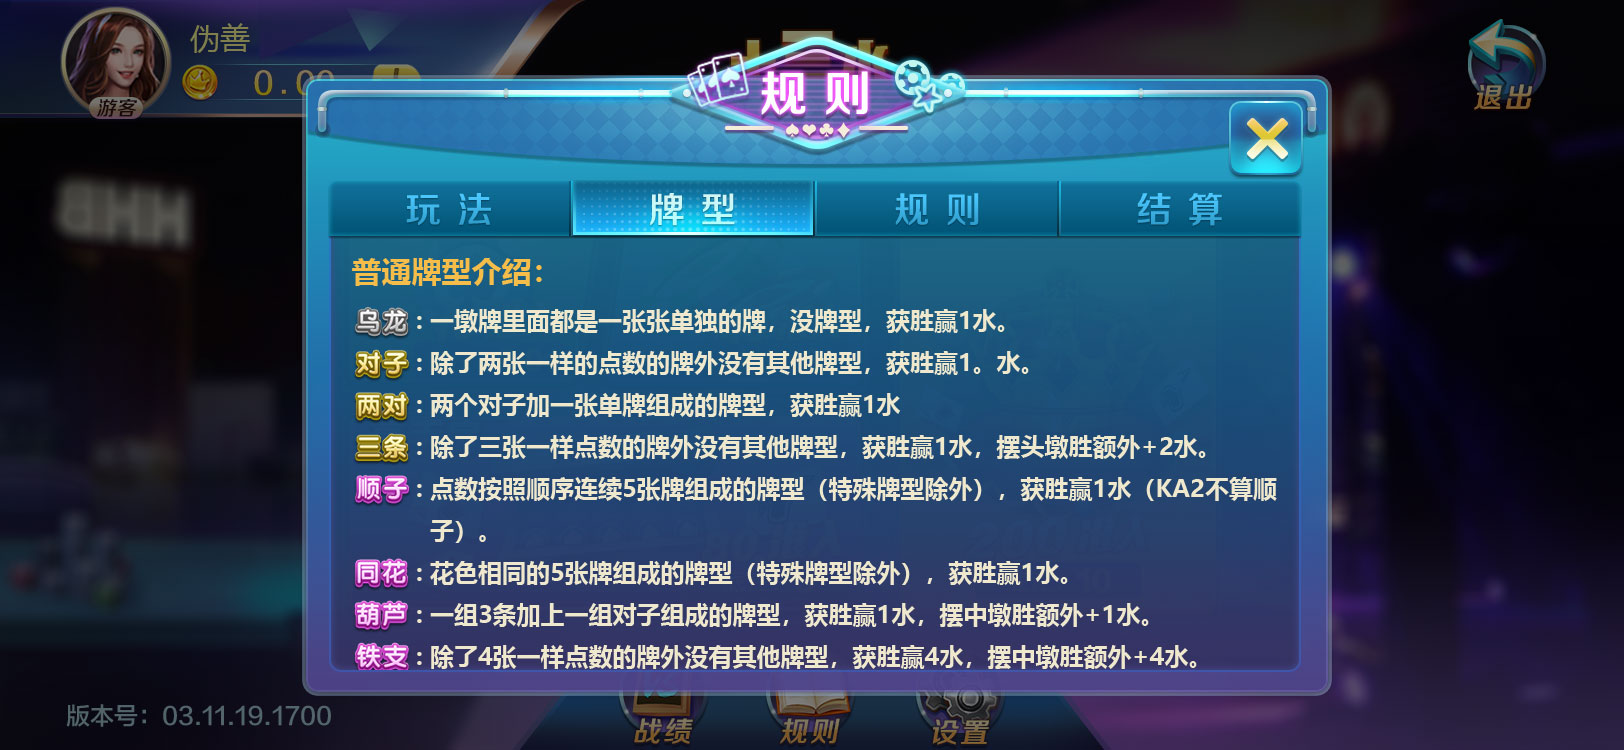 伪善
0.00
游客
退出
规则
玩法
牌型
规则
结算
普通牌型介绍：
乌龙：一墩牌里面都是一张张单独的牌，没牌型，获胜赢1水。
对子：除了两张一样的点数的牌外没有其他牌型，获胜赢1。水。
两对：两个对子加一张单牌组成的牌型，获胜赢1水
三条：除了三张一样点数的牌外没有其他牌型，获胜赢1水，摆头墩胜额外+2水。
顺子：点数按照顺序连续5张牌组成的牌型（特殊牌型除外），获胜赢1水（KA2不算顺
子）。
同花：花色相同的5张牌组成的牌型（特殊牌型除外），获胜赢1水。
葫芦：一组3条加上一组对子组成的牌型，获胜赢1水，摆中墩胜额外+1水。
铁支：除了4张一样点数的牌外没有其他牌型，获胜赢4水，摆中墩胜额外+4水。
版本号：03.11.19.1700
战绩
规则
设置